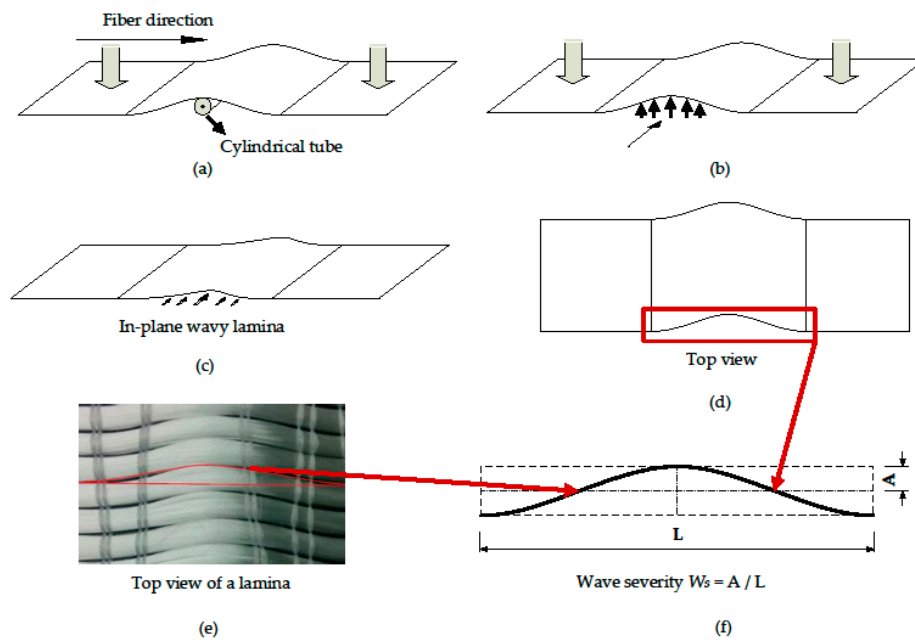 Fiber direction
Cylindrical tube
(a)
(b)
In-plane wavy lamina
(c)
Top view
(d)
Top view of a lamina
(e)
A
L
Wave severity Ws = A / L
(f)